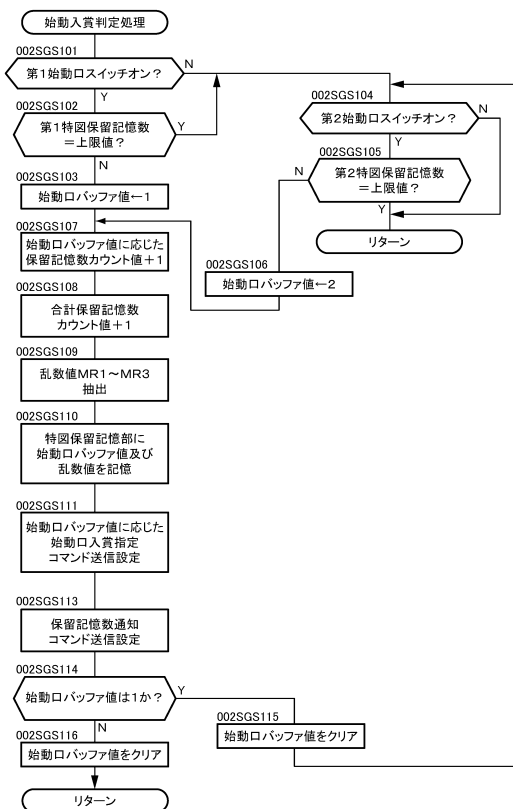 始動入賞判定処理
002SGS101
第1始動口スイッチオン？
N
Y
002SGS102
第1特図保留記憶数
＝上限値？
Y
N
002SGS103
始動口バッファ値←1
002SGS104
第2始動口スイッチオン？
N
Y
002SGS105
第2特図保留記憶数
＝上限値？
N
Y
リターン
002SGS106
始動口バッファ値←2
002SGS107
始動口バッファ値に応じた
保留記憶数カウント値＋1
002SGS108
合計保留記憶数
カウント値＋1
002SGS109
乱数値MR1～MR3
抽出
002SGS110
特図保留記憶部に
始動口バッファ値及び
乱数値を記憶
002SGS111
始動口バッファ値に応じた
始動口入賞指定
コマンド送信設定
002SGS113
保留記憶数通知
コマンド送信設定
002SGS114
始動口バッファ値は1か？
Y
N
002SGS115
始動口バッファ値をクリア
002SGS116
始動口バッファ値をクリア
リターン